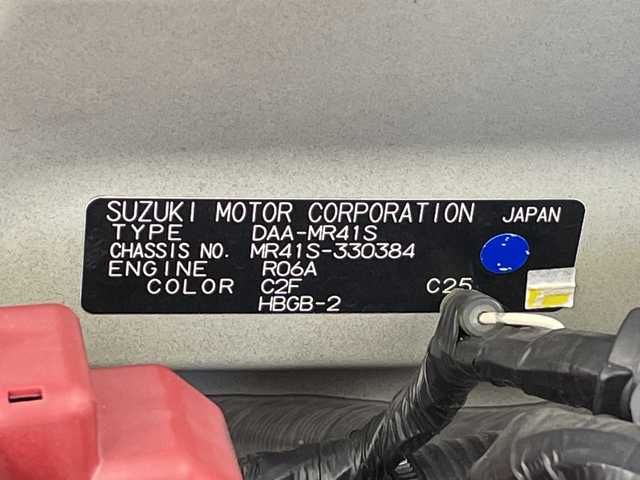 SUZUKI MOTOR CORPORATION JAPAN
TYPE DAA-MR41S
CHASSIS NO. MR41S-330384
ENGINE R06A
COLOR C2F C25
HBGB-2